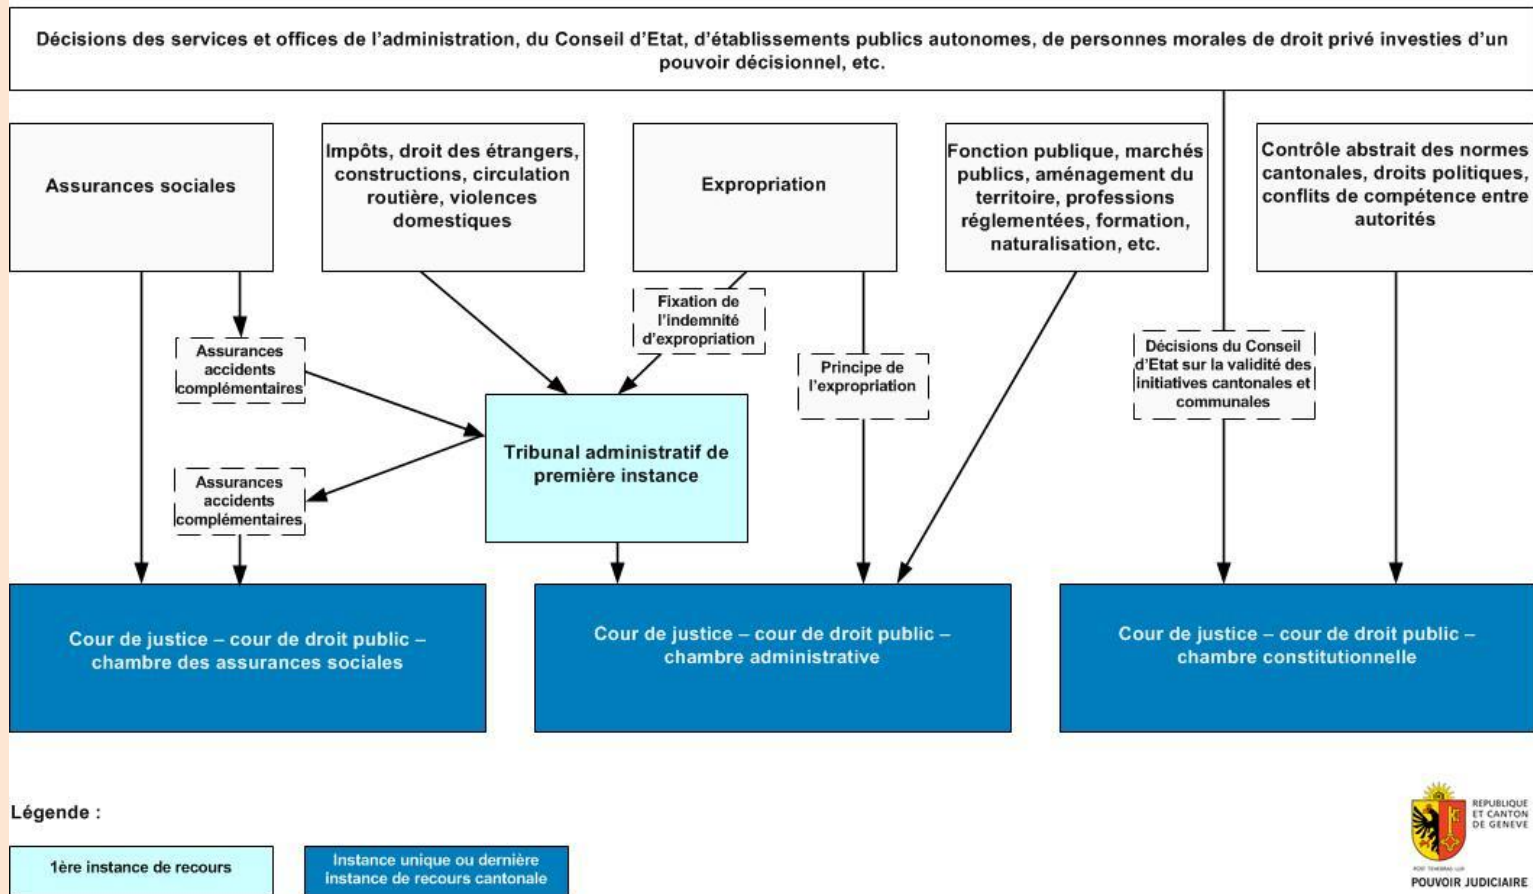 Décisions des services et offices de l'administration, du Conseil d'Etat, d'établissements publics autonomes, de personnes morales de droit privé investies d'un
pouvoir décisionnel, etc.
Assurances sociales
Impôts, droit des étrangers,
constructions, circulation
routière, violences
domestiques
Expropriation
Fonction publique, marchés
publics, aménagement du
territoire, professions
réglementées, formation,
naturalisation, etc.
Contrôle abstrait des normes
cantonales, droits politiques,
conflits de compétence entre
autorités
Fixation de
l'indemnité
d'expropriation
Assurances
accidents
complémentaires
Principe de
l'expropriation
Décisions du Conseil
d'Etat sur la validité des
initiatives cantonales et
communales
Tribunal administratif de
première instance
Assurances
accidents
complémentaires
Cour de justice – cour de droit public –
chambre des assurances sociales
Cour de justice – cour de droit public –
chambre administrative
Cour de justice – cour de droit public –
chambre constitutionnelle
Légende :
1ère instance de recours
Instance unique ou dernière
instance de recours cantonale
REPUBLIQUE
ET CANTON
DE GENEVE
POST TENEBRAS LUX
POUVOIR JUDICIAIRE